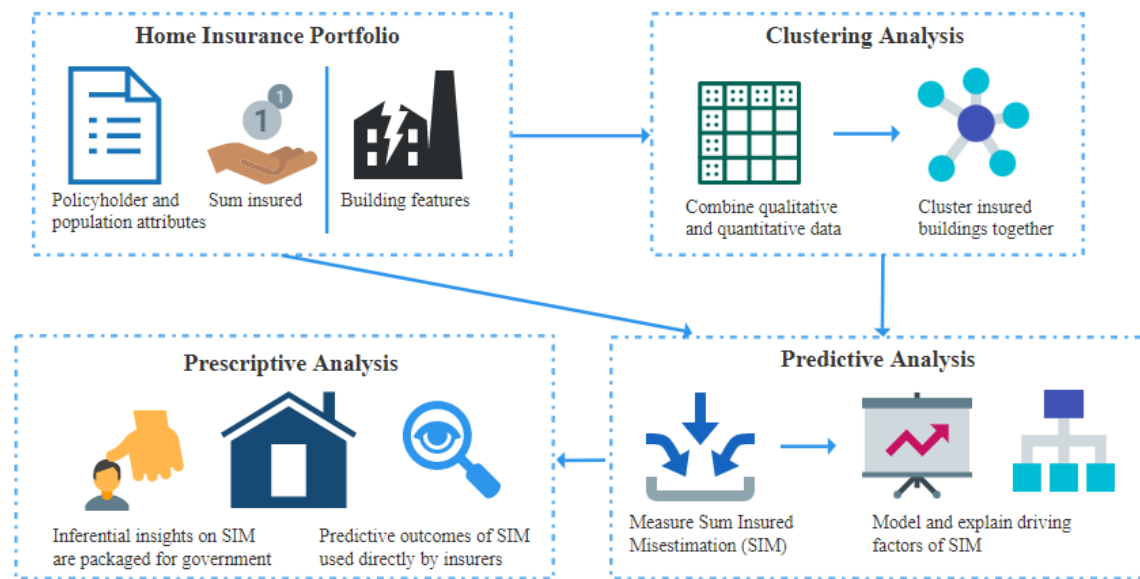 Home Insurance Portfolio
1
1
Policyholder and
population attributes
Sum insured
Building features
Clustering Analysis
Combine qualitative
and quantitative data
Cluster insured
buildings together
Prescriptive Analysis
Inferential insights on SIM
are packaged for government
Predictive outcomes of SIM
used directly by insurers
Predictive Analysis
Measure Sum Insured
Misestimation (SIM)
Model and explain driving
factors of SIM